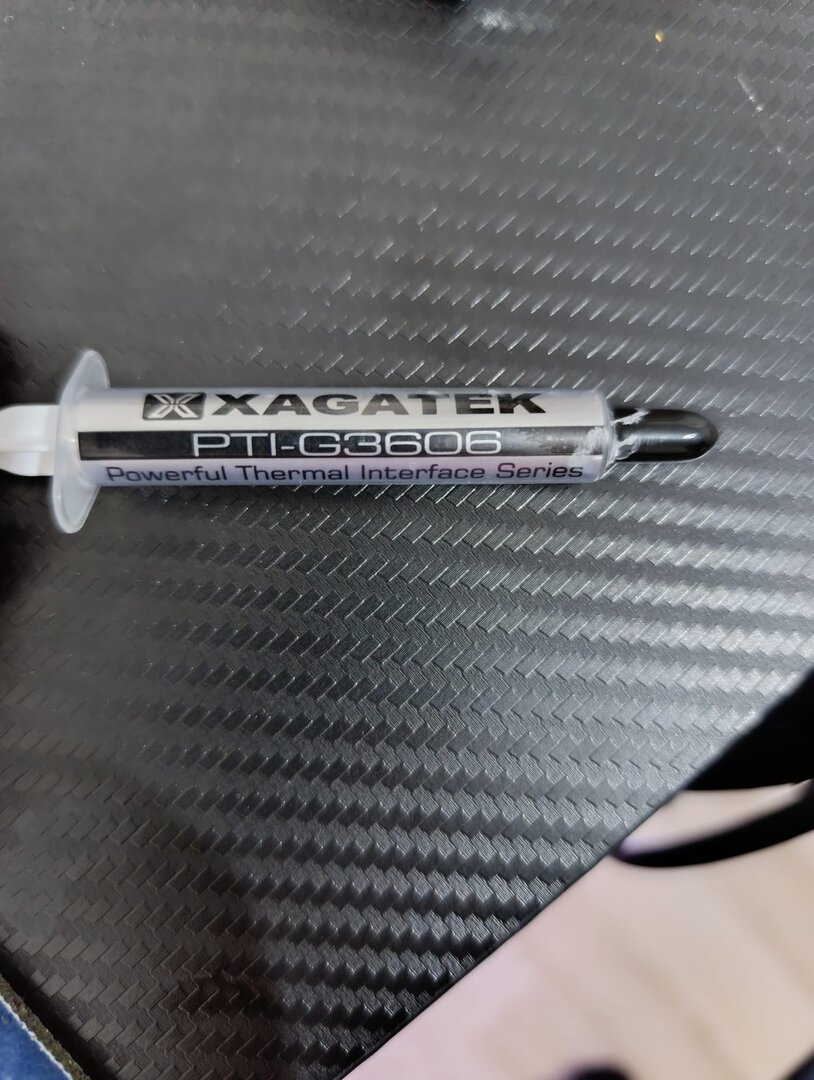 XAGATEK
PTI-G3606
Powerful Thermal Interface Series